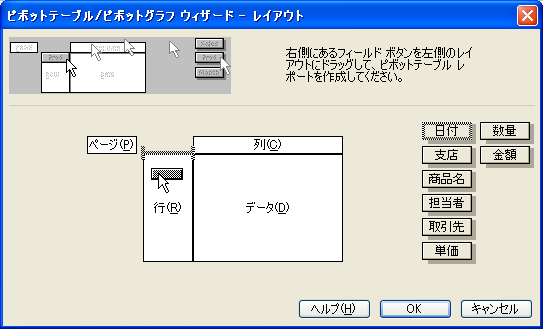 ピボットテーブル/ピボットグラフ ウィザード - レイアウト
右側にあるフィールド ボタンを左側のレイ
アウトにドラッグして、ピボットテーブル レ
ポートを作成してください。
ページ(P)
列(C)
行(R)
データ(D)
日付
数量
支店
金額
商品名
担当者
取引先
単価
ヘルプ(H)
OK
キャンセル